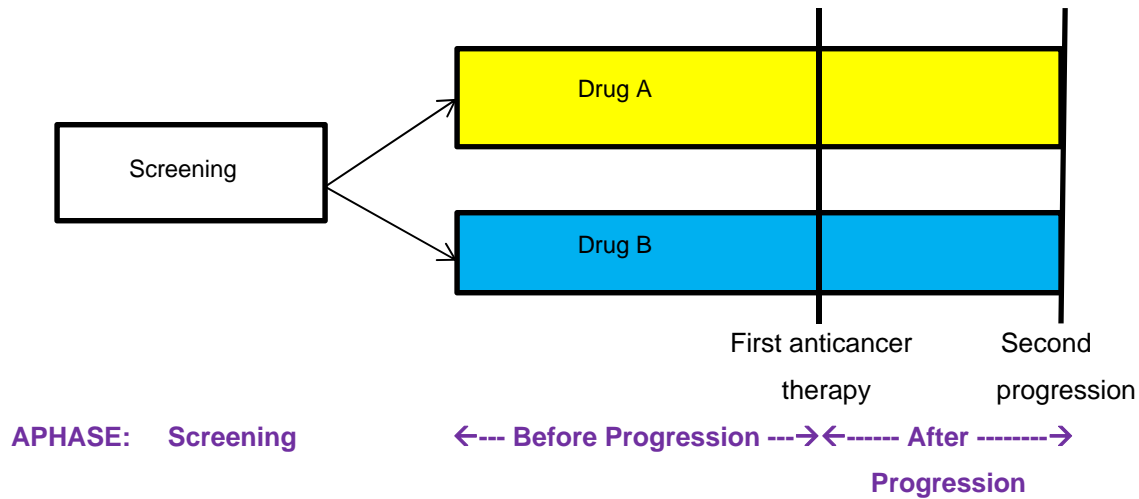 Drug A
Screening
Drug B
First anticancer
therapy
Second
progression
APHASE: Screening
←--- Before Progression ---→
←------ After --------→
Progression